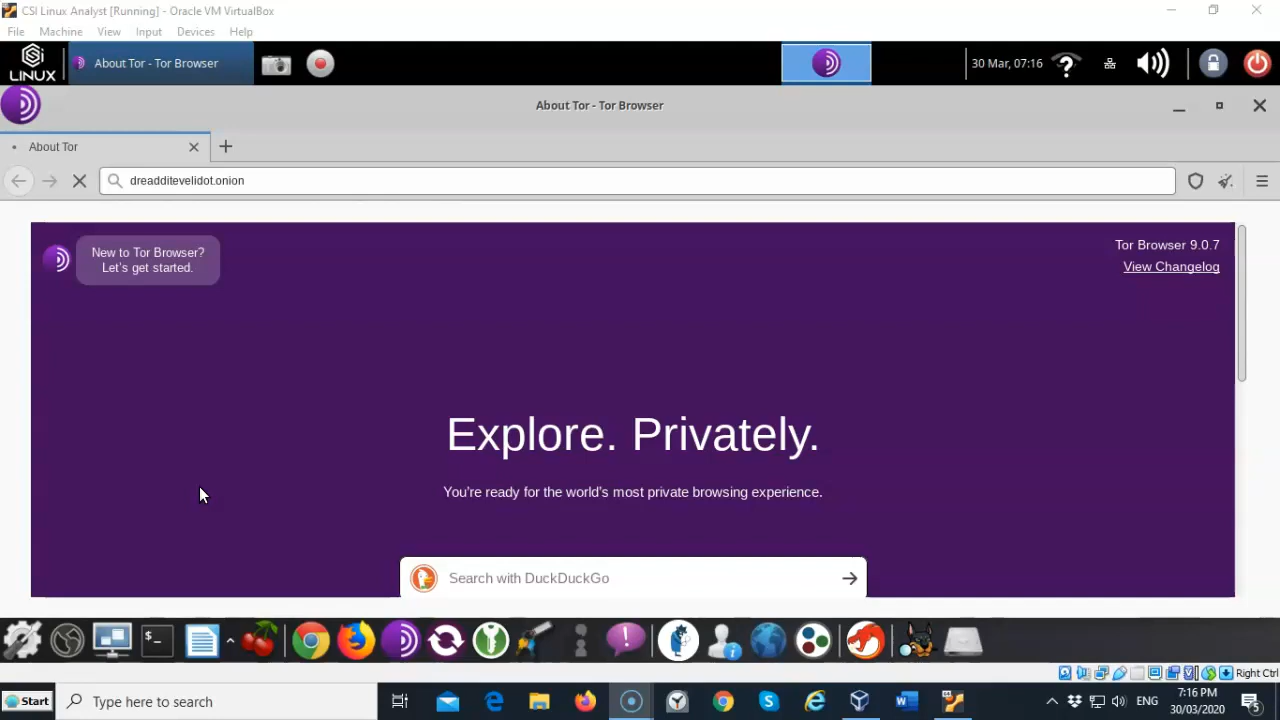 CSI Linux Analyst [Running] - Oracle VM VirtualBox
File Machine View Input Devices Help
SI
LINUX
About Tor - Tor Browser
30 Mar, 07:16
About Tor - Tor Browser
About Tor
dreadditevelidot.onion
New to Tor Browser?
Let's get started.
Tor Browser 9.0.7
View Changelog
Explore. Privately.
You're ready for the world's most private browsing experience.
Search with DuckDuckGo
Right Ctrl
Start
Type here to search
ENG
7:16 PM
30/03/2020
5